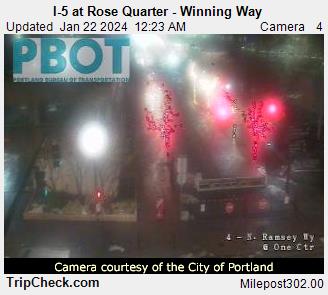 I-5 at Rose Quarter - Winning Way
Updated Jan 22 2024 12:23 AM Camera 4
PBOT
PORTLAND BUREAU OF TRANSPORTATION
4 - N. Ramsey Wy
@ One Ctr
Camera courtesy of the City of Portland
TripCheck.com Milepost302.00